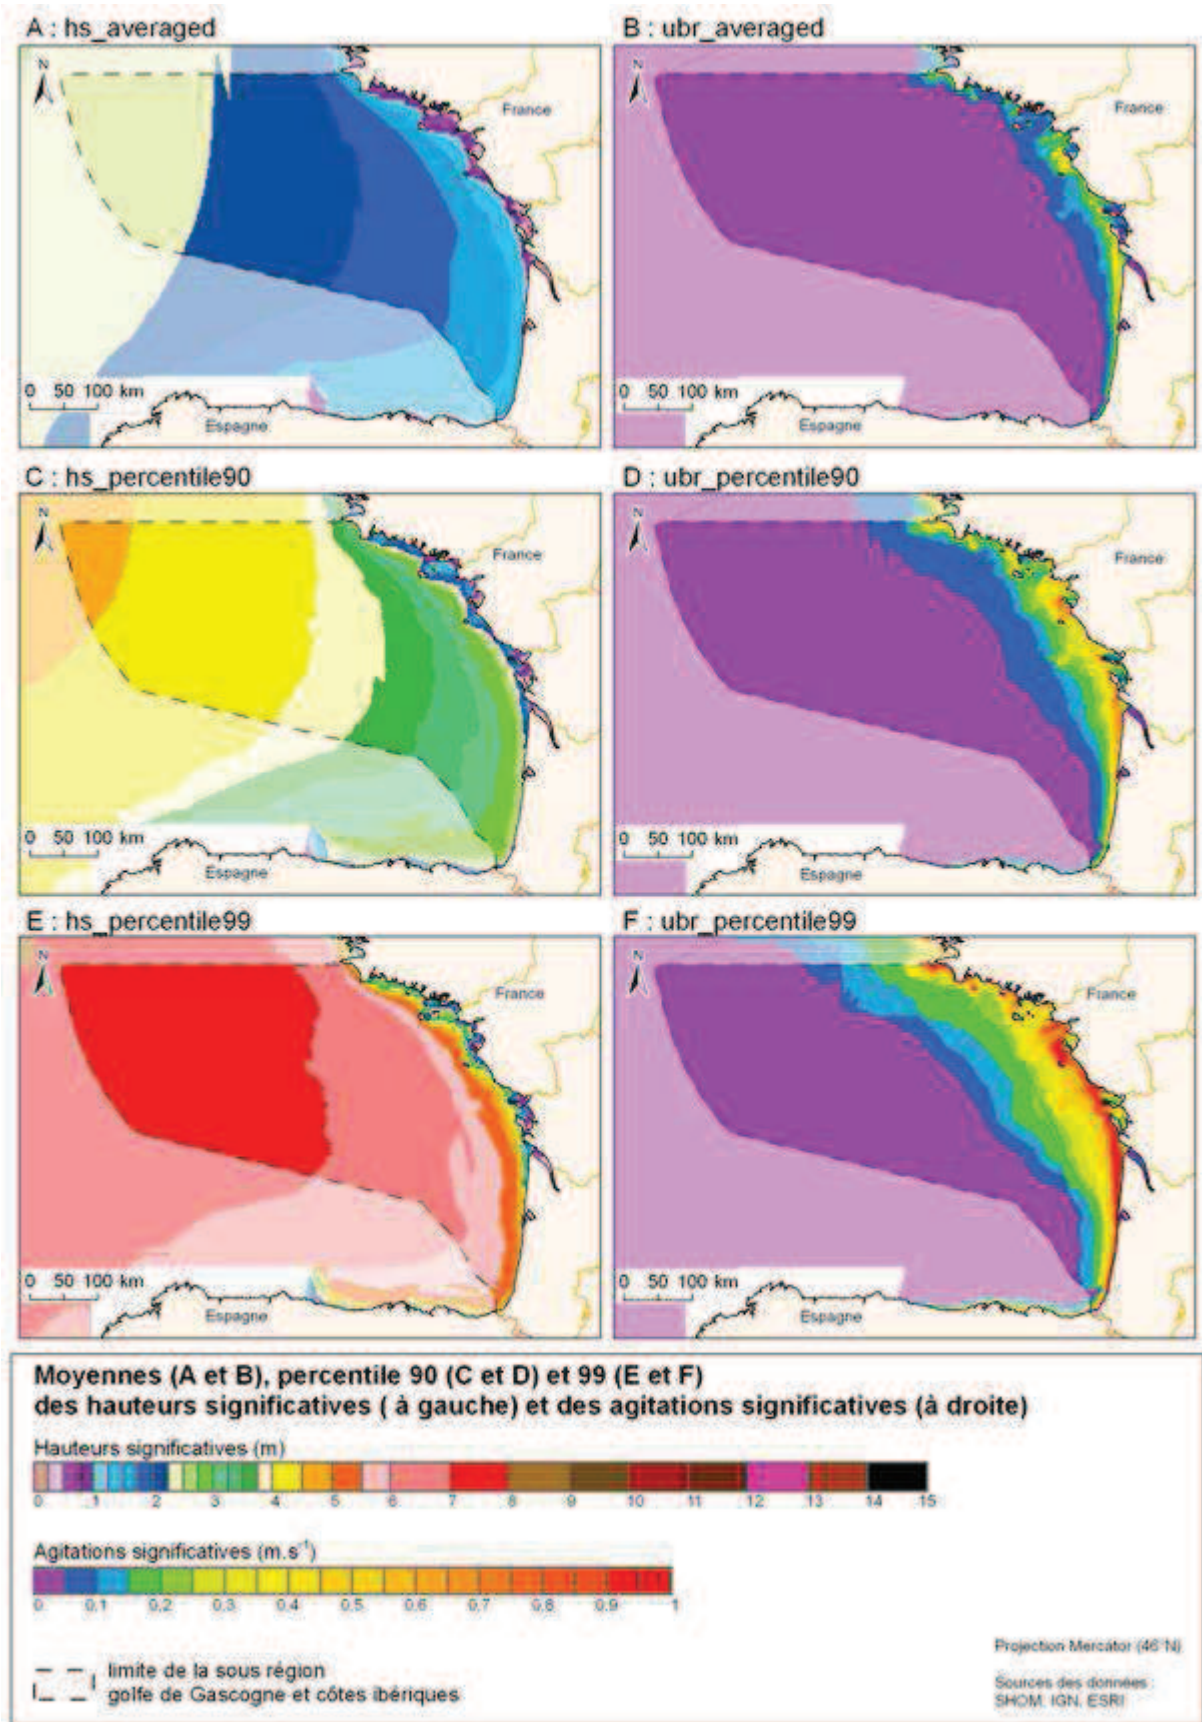 A : hs_averaged
B : ubr_averaged
N
France
0 50 100 km
Espagne
N
France
0 50 100 km
Espagne
C : hs_percentile90
D : ubr_percentile90
N
France
0 50 100 km
Espagne
N
France
0 50 100 km
Espagne
E : hs_percentile99
F : ubr_percentile99
N
France
0 50 100 km
Espagne
N
France
0 50 100 km
Espagne
Moyennes (A et B), percentile 90 (C et D) et 99 (E et F)
des hauteurs significatives ( à gauche) et des agitations significatives (à droite)
Hauteurs significatives (m)
0 1 2 3 4 5 6 7 8 9 10 11 12 13 14 15
Agitations significatives (m.s⁻¹)
0 0,1 0,2 0,3 0,4 0,5 0,6 0,7 0,8 0,9 1
limite de la sous région
golfe de Gascogne et côtes ibériques
Projection Mercator (46°N)
Sources des données :
SHOM, IGN, ESRI